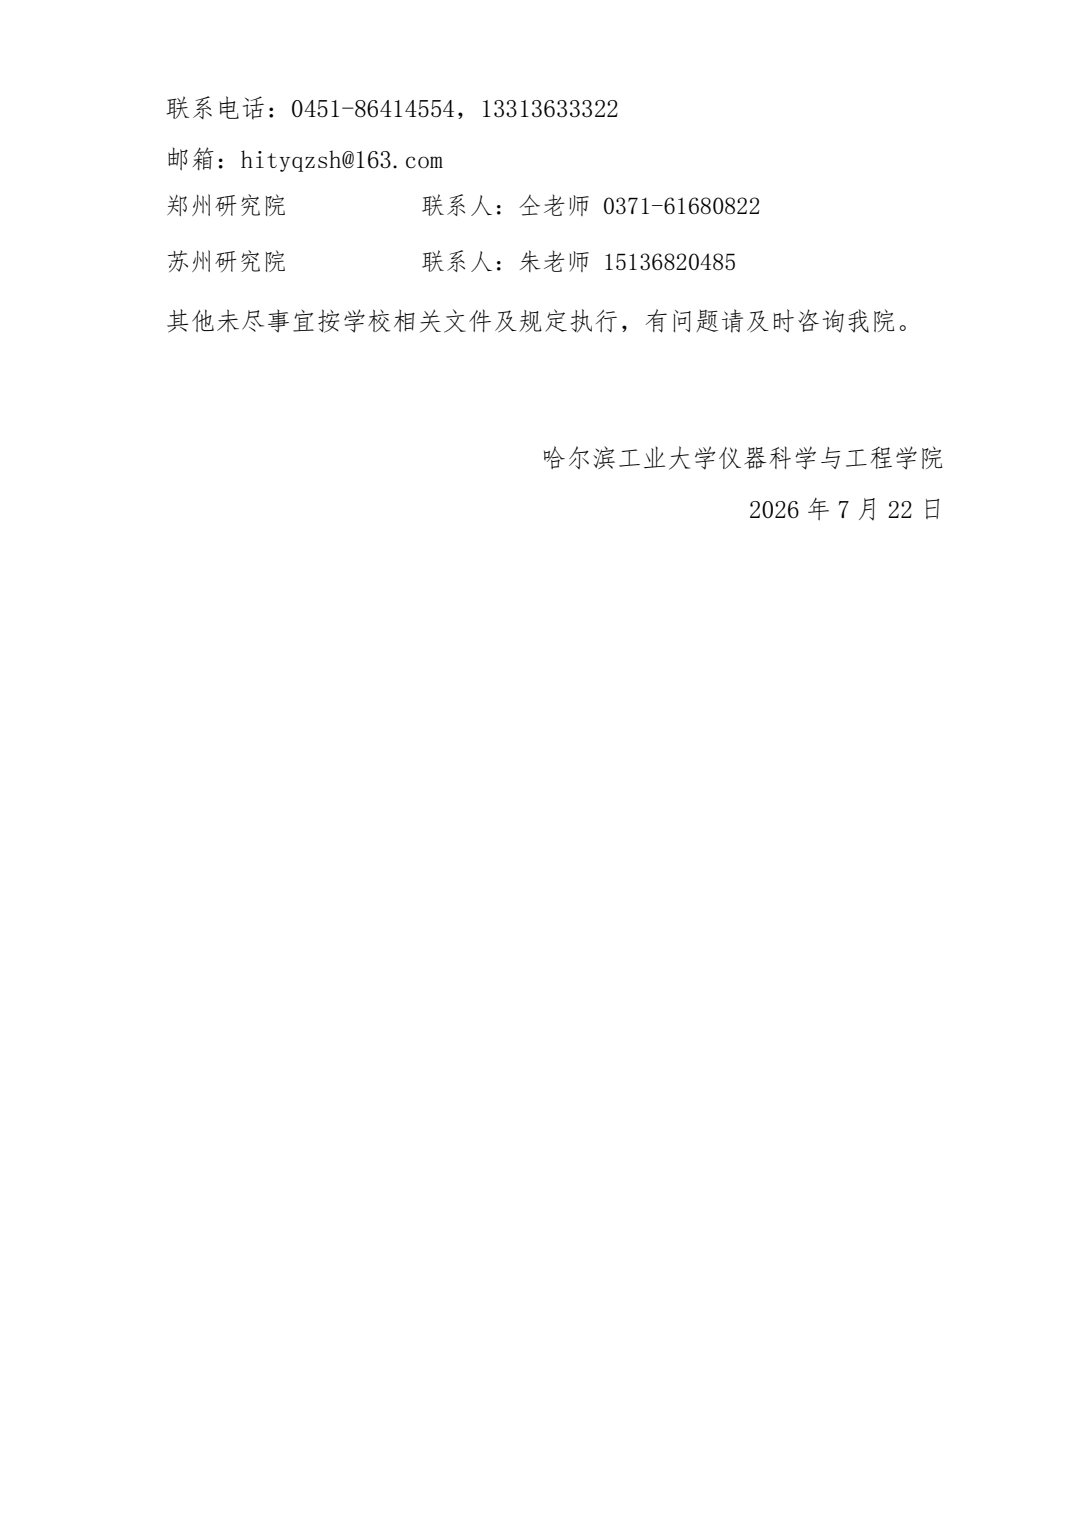 联系电话：0451-86414554，13313633322
邮箱：hityqzsh@163.com
郑州研究院 联系人：仝老师 0371-61680822
苏州研究院 联系人：朱老师 15136820485
其他未尽事宜按学校相关文件及规定执行，有问题请及时咨询我院。
哈尔滨工业大学仪器科学与工程学院
2026 年 7 月 22 日